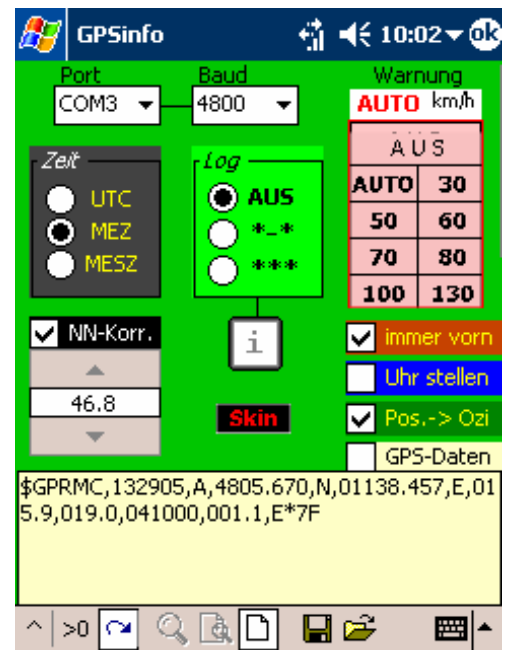 GPSinfo 10:02 ok
Port Baud Warnung
COM3 4800 AUTO km/h
Zeit Log AUS
UTC AUS AUTO 30
MEZ *-* 50 60
MESZ *** 70 80
100 130
NN-Korr. i immer vorn
Uhr stellen
46.8 Skin Pos.-> Ozi
GPS-Daten
$GPRMC,132905,A,4805.670,N,01138.457,E,01
5.9,019.0,041000,001.1,E*7F
^ >0